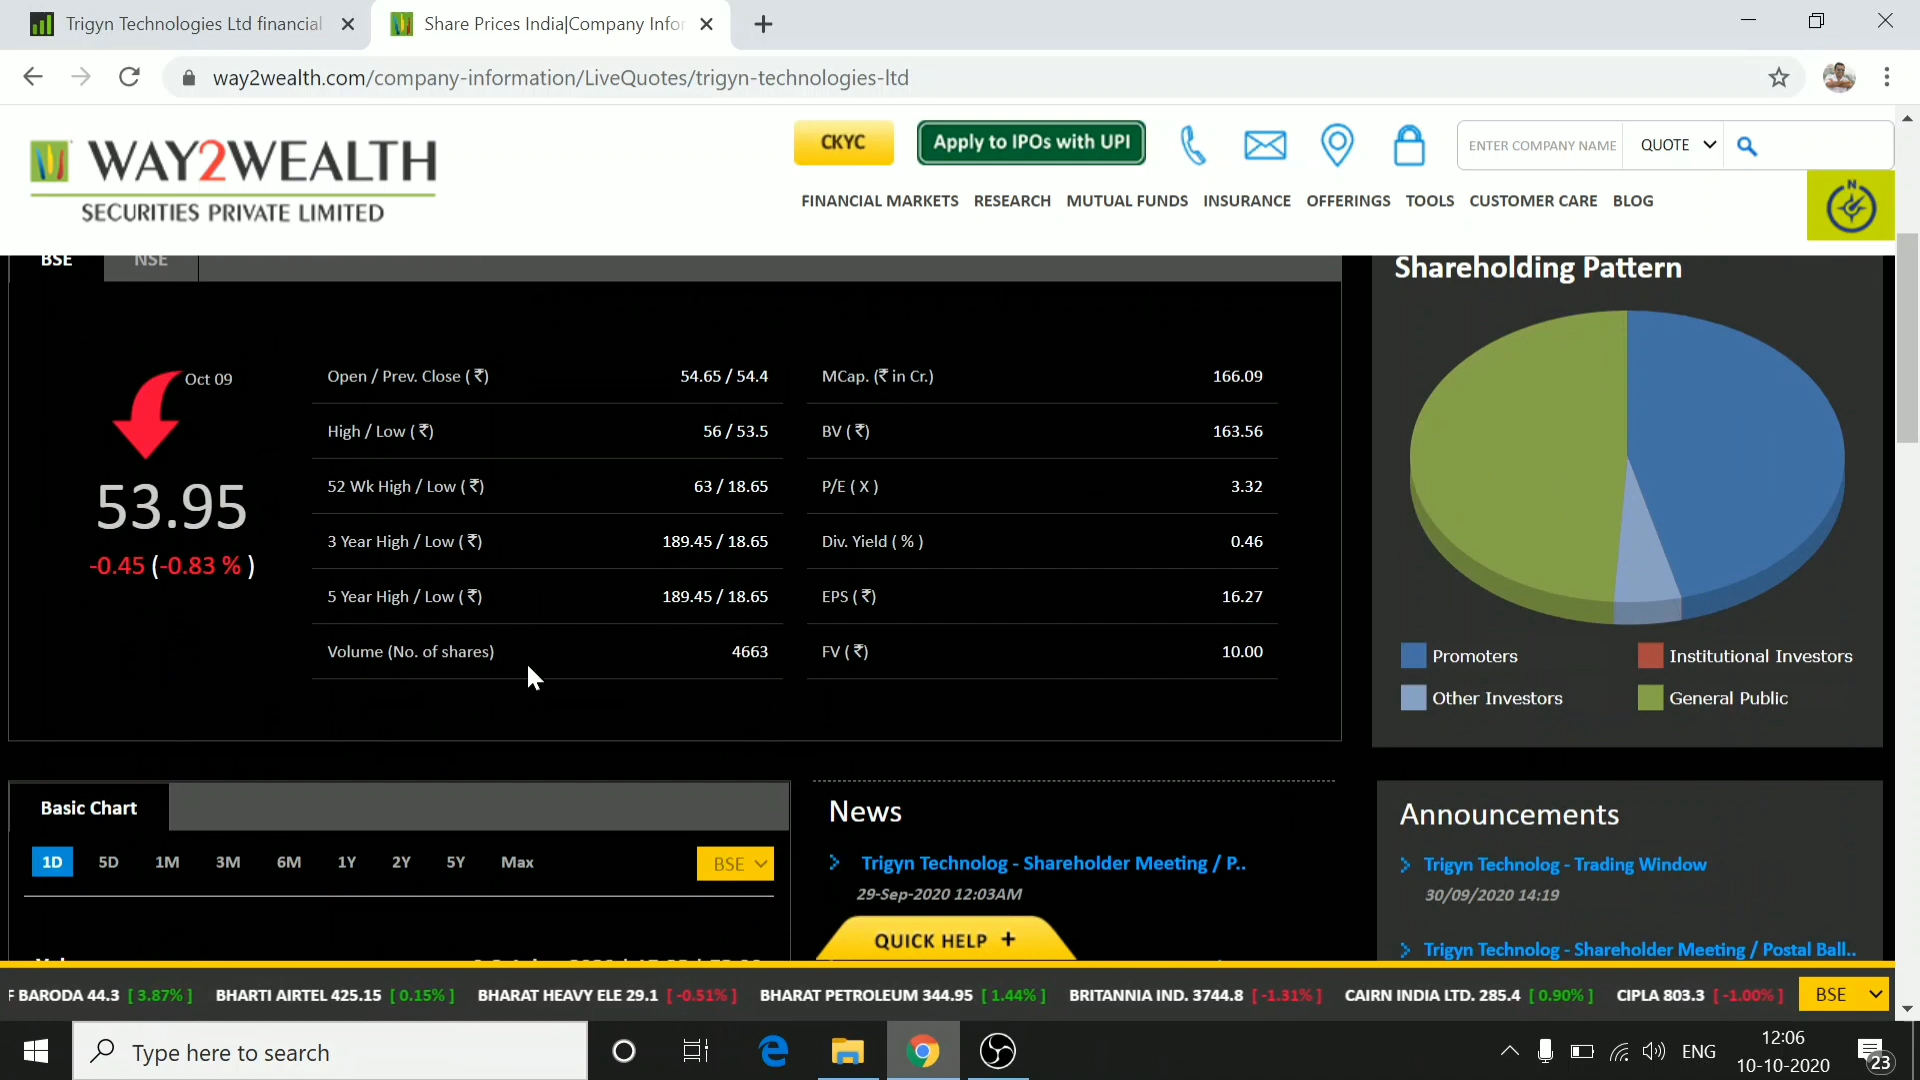 Trigyn Technologies Ltd financial
Share Prices India|Company Infor
way2wealth.com/company-information/LiveQuotes/trigyn-technologies-ltd
WAY2WEALTH
SECURITIES PRIVATE LIMITED
CKYC
Apply to IPOs with UPI
ENTER COMPANY NAME
QUOTE
FINANCIAL MARKETS RESEARCH MUTUAL FUNDS INSURANCE OFFERINGS TOOLS CUSTOMER CARE BLOG
N
BSE
NSE
Oct 09
53.95
-0.45 (-0.83 % )
Open / Prev. Close ( ₹) 54.65 / 54.4
High / Low ( ₹) 56 / 53.5
52 Wk High / Low ( ₹) 63 / 18.65
3 Year High / Low ( ₹) 189.45 / 18.65
5 Year High / Low ( ₹) 189.45 / 18.65
Volume (No. of shares) 4663
MCap. (₹ in Cr.) 166.09
BV ( ₹) 163.56
P/E ( X ) 3.32
Div. Yield ( % ) 0.46
EPS ( ₹) 16.27
FV ( ₹) 10.00
Shareholding Pattern
Promoters
Institutional Investors
Other Investors
General Public
Basic Chart
1D 5D 1M 3M 6M 1Y 2Y 5Y Max
BSE
News
Trigyn Technolog - Shareholder Meeting / P..
29-Sep-2020 12:03AM
QUICK HELP +
Announcements
Trigyn Technolog - Trading Window
30/09/2020 14:19
Trigyn Technolog - Shareholder Meeting / Postal Ball..
F BARODA 44.3 [ 3.87% ] BHARTI AIRTEL 425.15 [ 0.15% ] BHARAT HEAVY ELE 29.1 [ -0.51% ] BHARAT PETROLEUM 344.95 [ 1.44% ] BRITANNIA IND. 3744.8 [ -1.31% ] CAIRN INDIA LTD. 285.4 [ 0.90% ] CIPLA 803.3 [ -1.00% ]
BSE
Type here to search
ENG
12:06
10-10-2020
23